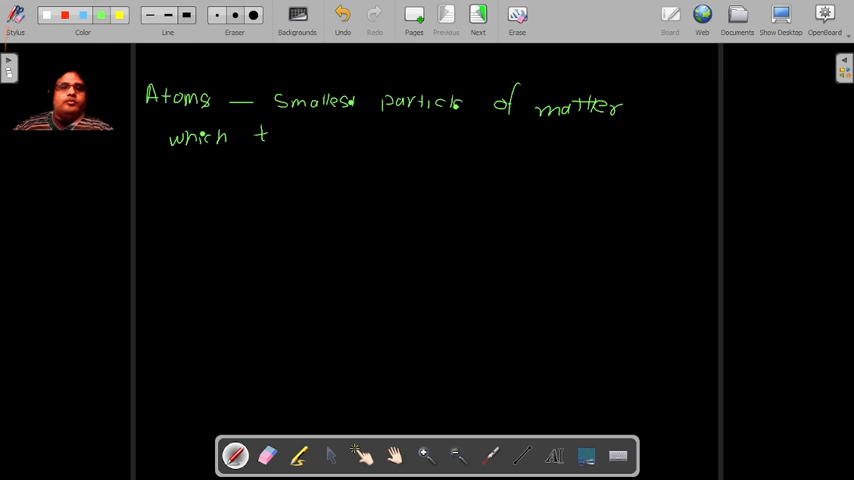 Stylus Color Line Eraser Backgrounds Undo Redo Pages Previous Next Erase Board Web Documents Show Desktop OpenBoard
Atoms — Smallest particle of matter
which t
AI